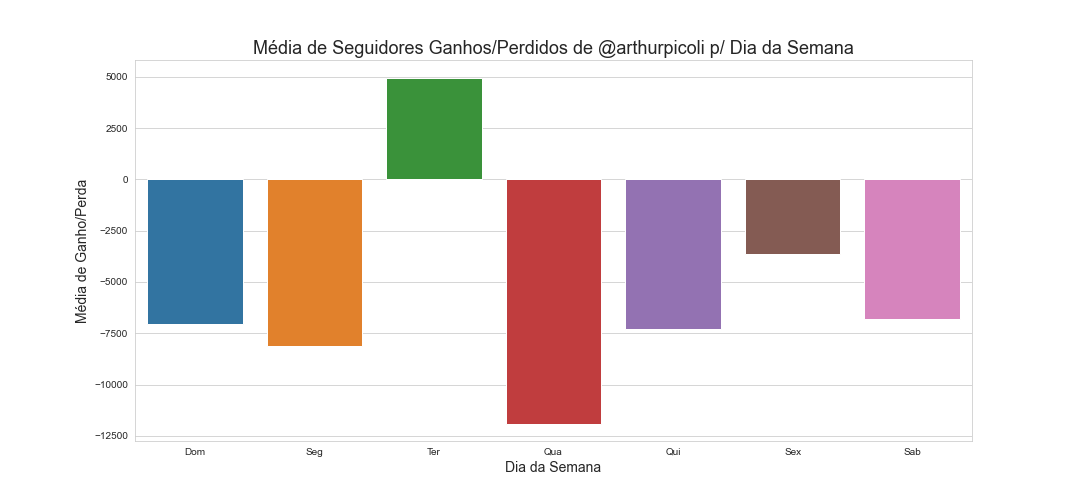 Média de Seguidores Ganhos/Perdidos de @arthurpicoli p/ Dia da Semana
Média de Ganho/Perda
5000
2500
0
−2500
−5000
−7500
−10000
−12500
Dom Seg Ter Qua Qui Sex Sab
Dia da Semana